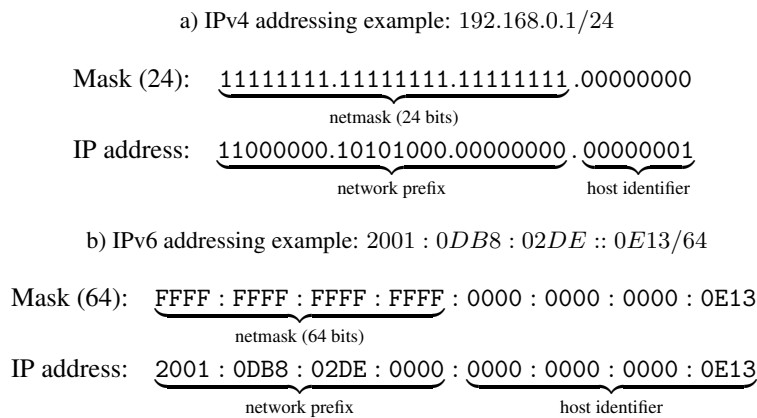 a) IPv4 addressing example: 192.168.0.1/24
Mask (24): 11111111.11111111.11111111.00000000
netmask (24 bits)
IP address: 11000000.10101000.00000000.00000001
network prefix host identifier
b) IPv6 addressing example: 2001 : 0DB8 : 02DE :: 0E13/64
Mask (64): FFFF : FFFF : FFFF : FFFF : 0000 : 0000 : 0000 : 0E13
netmask (64 bits)
IP address: 2001 : 0DB8 : 02DE : 0000 : 0000 : 0000 : 0000 : 0E13
network prefix host identifier